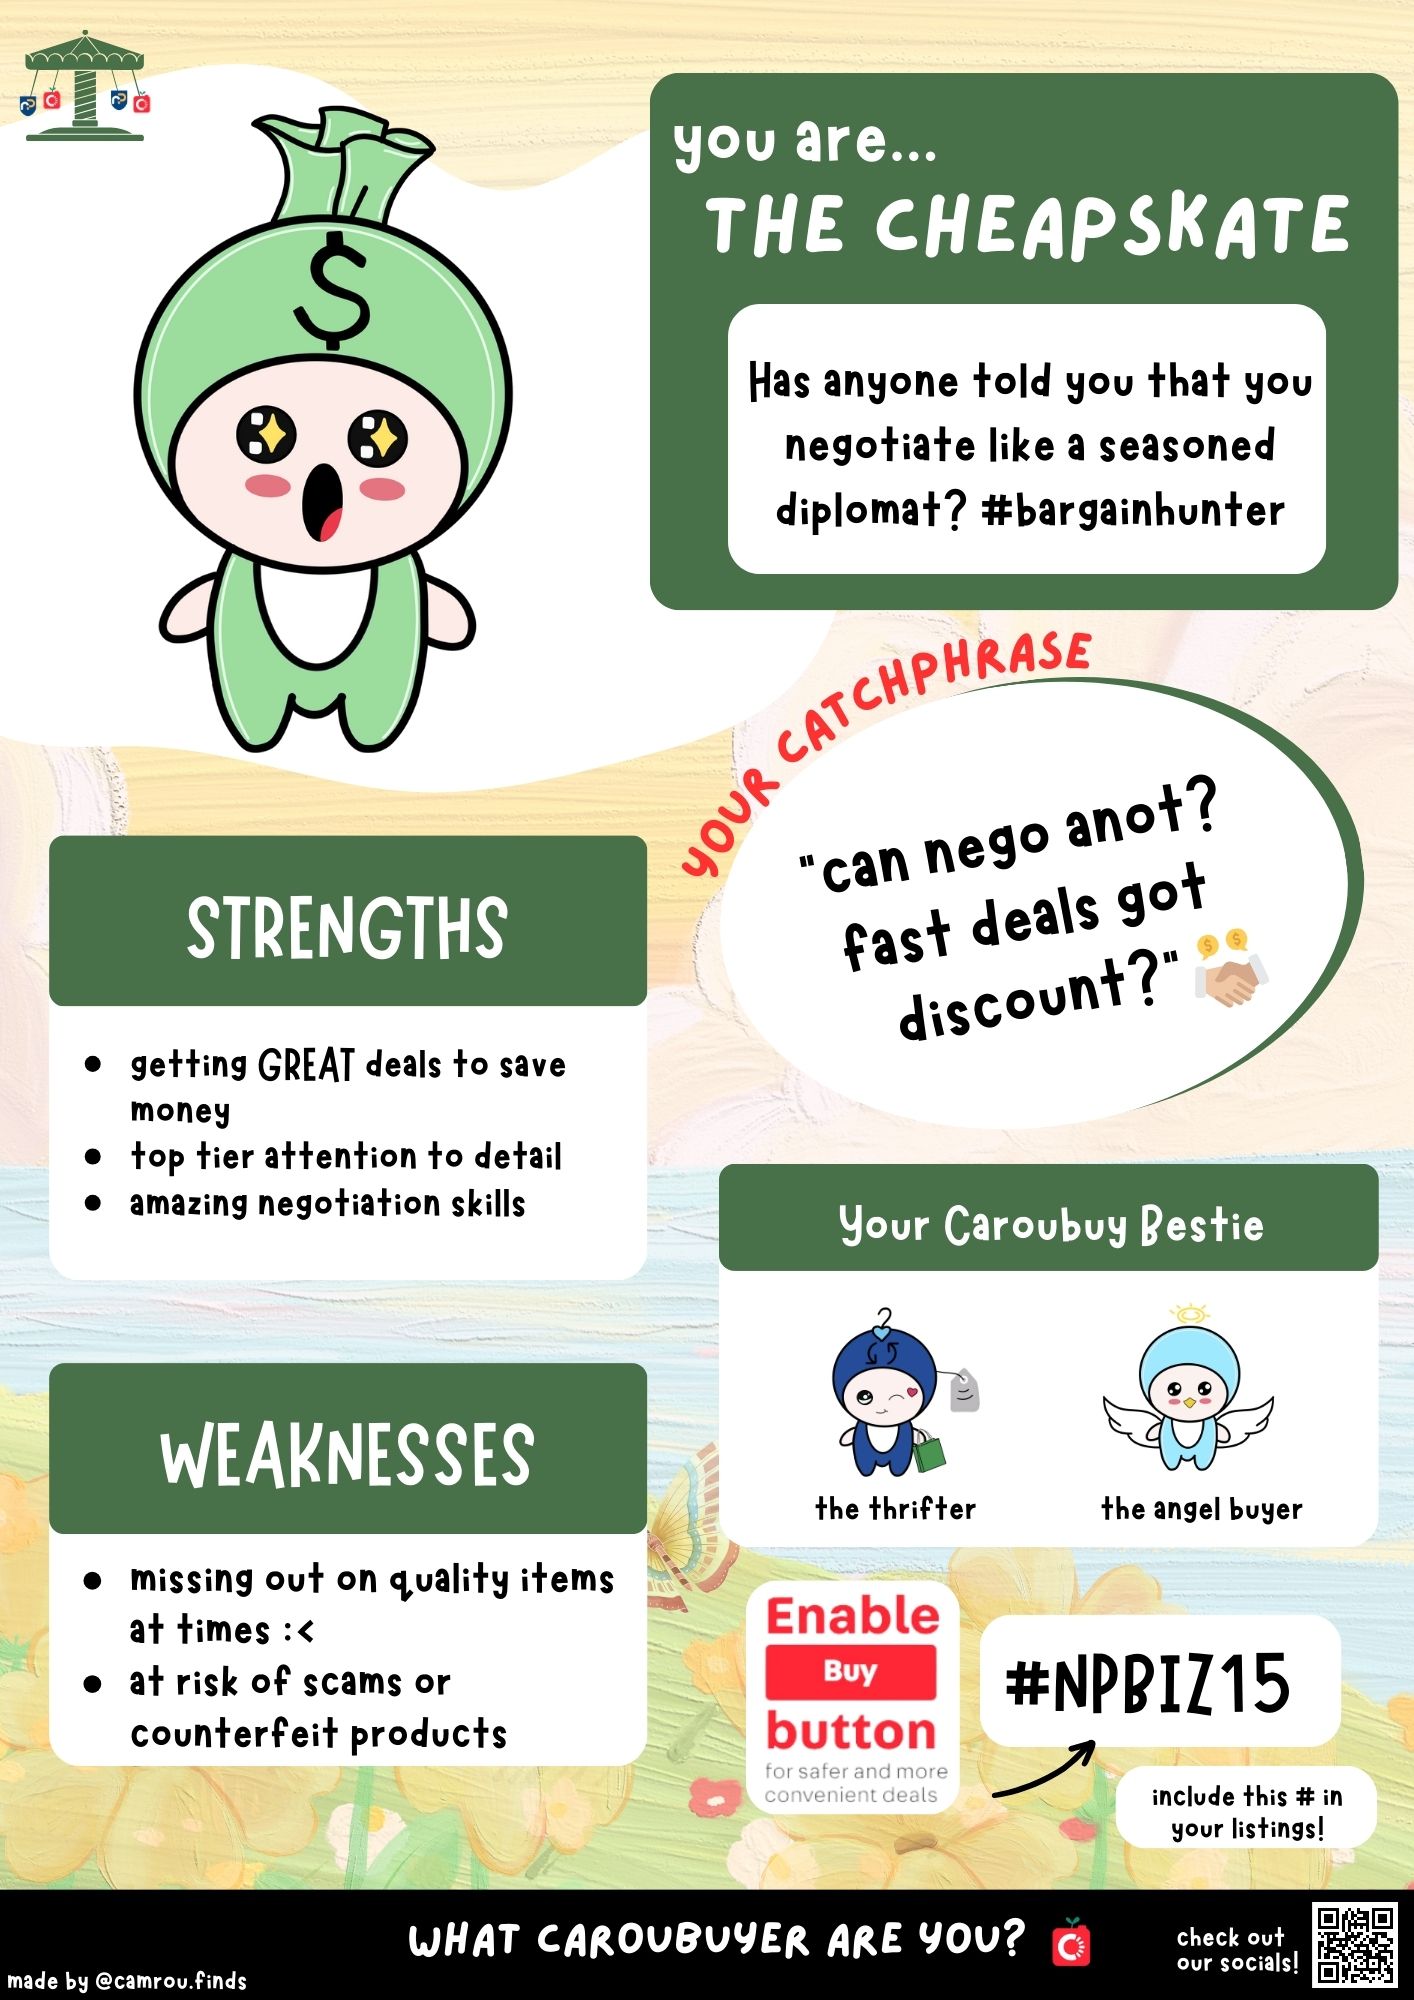 you are...
THE CHEAPSKATE
Has anyone told you that you
negotiate like a seasoned
diplomat? #bargainhunter
YOUR CATCHPHRASE
"can nego anot?
fast deals got
discount?"
STRENGTHS
getting GREAT deals to save
money
top tier attention to detail
amazing negotiation skills
Your Caroubuy Bestie
the thrifter
the angel buyer
WEAKNESSES
missing out on quality items
at times :<
at risk of scams or
counterfeit products
Enable
Buy
button
for safer and more
convenient deals
#NPBIZ15
include this # in
your listings!
WHAT CAROUBUYER ARE YOU?
check out
our socials!
made by @camrou.finds